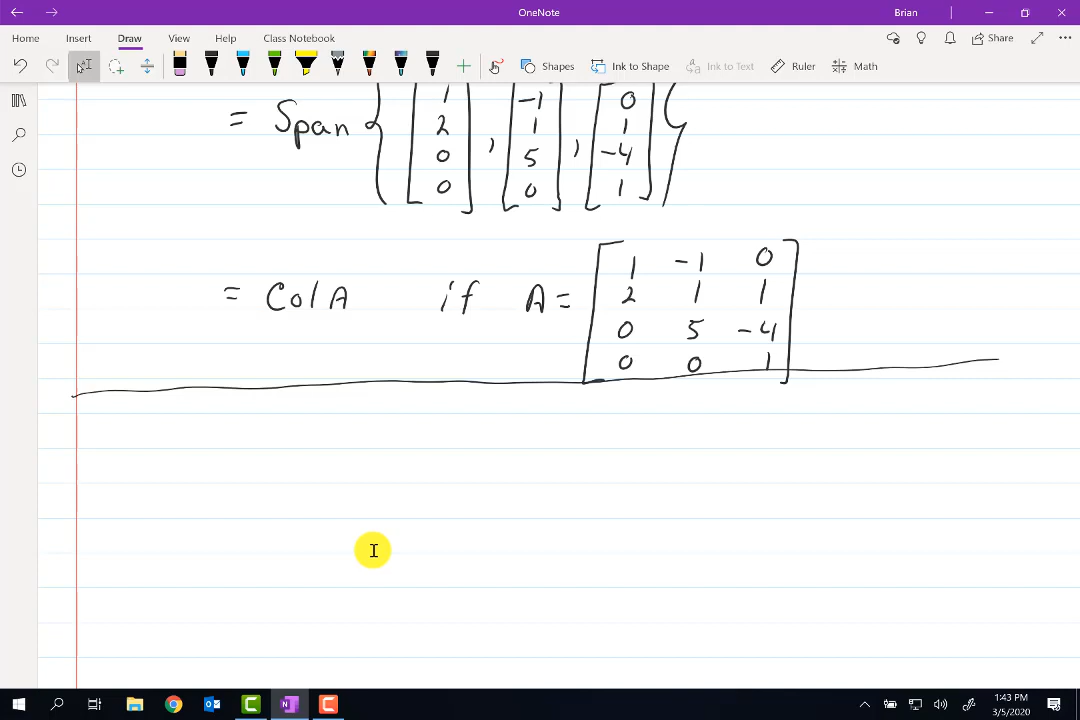 OneNote
Brian
Home Insert Draw View Help Class Notebook
Share
Shapes Ink to Shape Ink to Text Ruler Math
= Span { [ 1 2 0 0 ] , [ -1 1 5 0 ] , [ 0 1 -4 1 ] }
= Col A if A = [ 1 -1 0
2 1 1
0 5 -4
0 0 1 ]
1:43 PM
3/5/2020